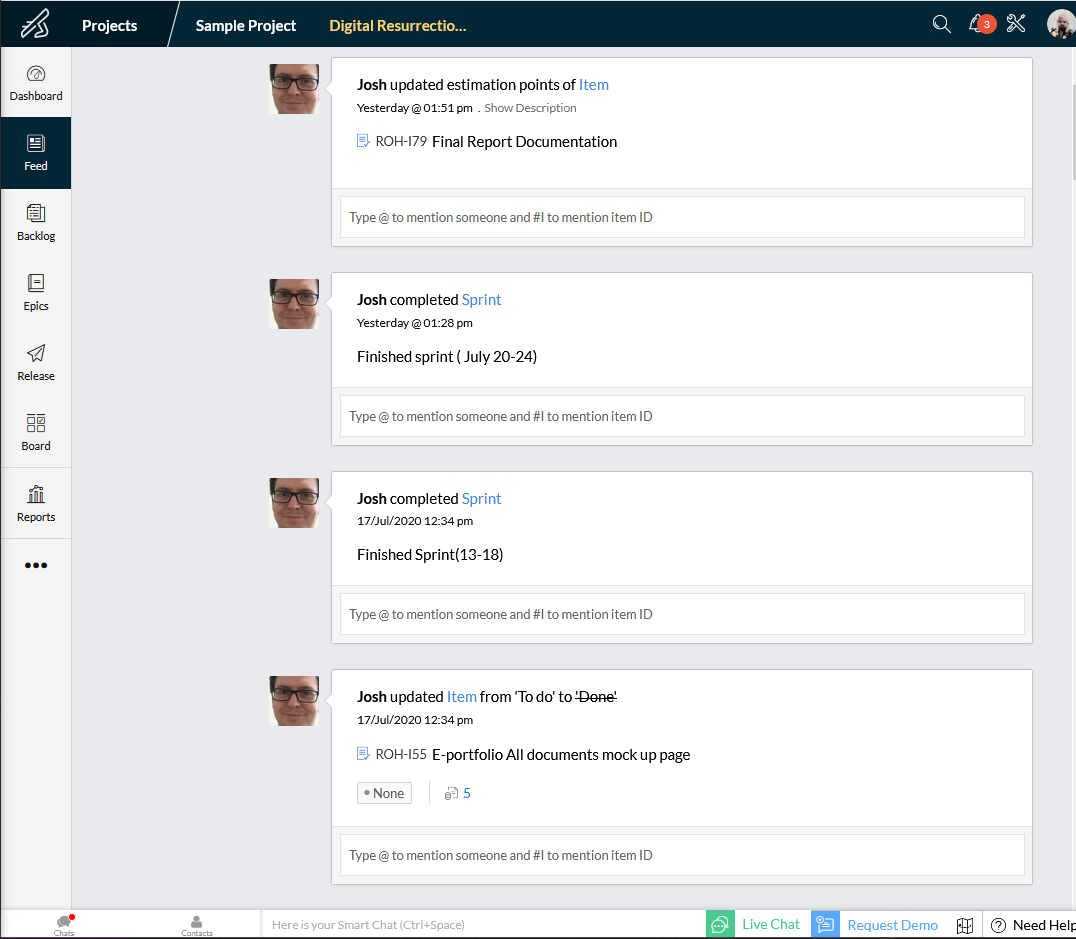 Projects
Sample Project
Digital Resurrectio...
3
Dashboard
Feed
Backlog
Epics
Release
Board
Reports
Josh updated estimation points of Item
Yesterday @ 01:51 pm . Show Description
ROH-I79 Final Report Documentation
Type @ to mention someone and #I to mention item ID
Josh completed Sprint
Yesterday @ 01:28 pm
Finished sprint ( July 20-24)
Type @ to mention someone and #I to mention item ID
Josh completed Sprint
17/Jul/2020 12:34 pm
Finished Sprint(13-18)
Type @ to mention someone and #I to mention item ID
Josh updated Item from 'To do' to 'Done'
17/Jul/2020 12:34 pm
ROH-I55 E-portfolio All documents mock up page
None
5
Type @ to mention someone and #I to mention item ID
Chats
Contacts
Here is your Smart Chat (Ctrl+Space)
Live Chat
Request Demo
Need Help